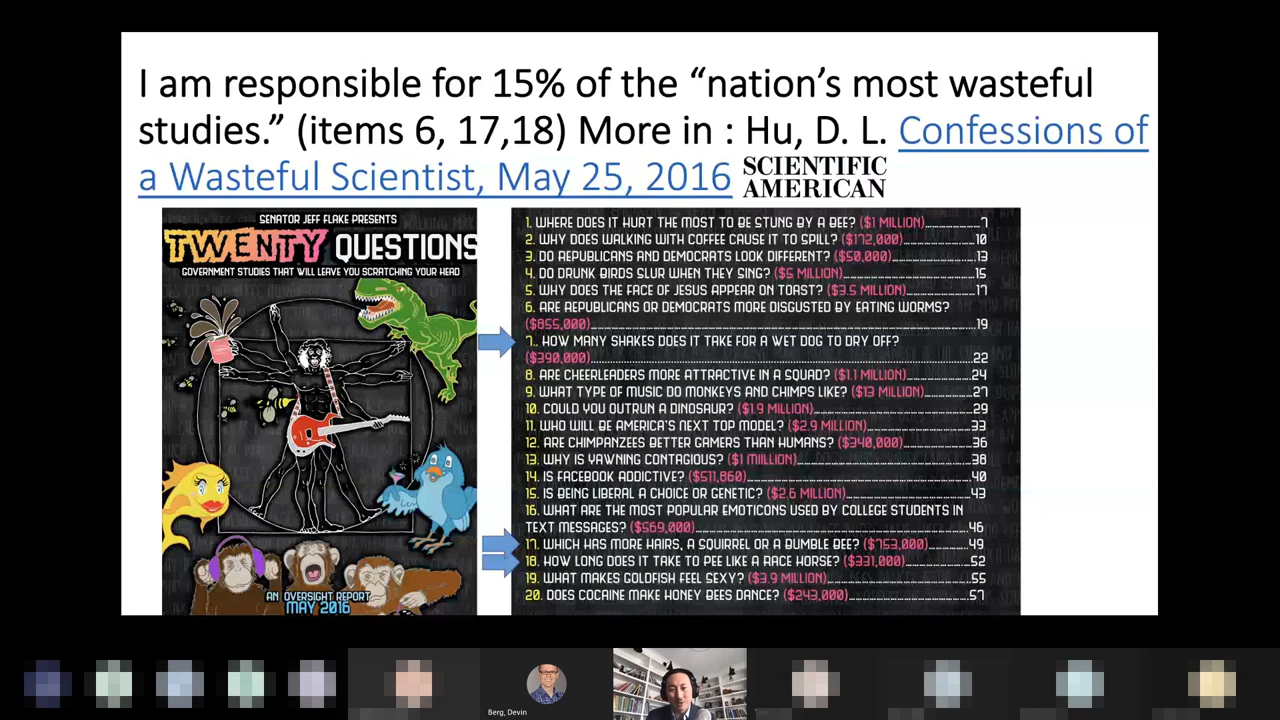 I am responsible for 15% of the “nation’s most wasteful
studies.” (items 6, 17,18) More in : Hu, D. L. Confessions of
a Wasteful Scientist, May 25, 2016 SCIENTIFIC
AMERICAN
SENATOR JEFF FLAKE PRESENTS
TWENTY QUESTIONS
GOVERNMENT STUDIES THAT WILL LEAVE YOU SCRATCHING YOUR HEAD
AN OVERSIGHT REPORT
MAY 2016
1. WHERE DOES IT HURT THE MOST TO BE STUNG BY A BEE? ($1 MILLION)....................7
2. WHY DOES WALKING WITH COFFEE CAUSE IT TO SPILL? ($172,000)....................10
3. DO REPUBLICANS AND DEMOCRATS LOOK DIFFERENT? ($50,000)....................13
4. DO DRUNK BIRDS SLUR WHEN THEY SING? ($5 MILLION)....................15
5. WHY DOES THE FACE OF JESUS APPEAR ON TOAST? ($3.5 MILLION)....................17
6. ARE REPUBLICANS OR DEMOCRATS MORE DISGUSTED BY EATING WORMS?
($855,000)....................19
7.. HOW MANY SHAKES DOES IT TAKE FOR A WET DOG TO DRY OFF?
($390,000)....................22
8. ARE CHEERLEADERS MORE ATTRACTIVE IN A SQUAD? ($1.1 MILLION)....................24
9. WHAT TYPE OF MUSIC DO MONKEYS AND CHIMPS LIKE? ($13 MILLION)....................27
10. COULD YOU OUTRUN A DINOSAUR? ($1.9 MILLION)....................29
11. WHO WILL BE AMERICA'S NEXT TOP MODEL? ($2.9 MILLION)....................33
12. ARE CHIMPANZEES BETTER GAMERS THAN HUMANS? ($340,000)....................36
13. WHY IS YAWNING CONTAGIOUS? ($1 MIILLION)....................38
14. IS FACEBOOK ADDICTIVE? ($511,860)....................40
15. IS BEING LIBERAL A CHOICE OR GENETIC? ($2.6 MILLION)....................43
16. WHAT ARE THE MOST POPULAR EMOTICONS USED BY COLLEGE STUDENTS IN
TEXT MESSAGES? ($569,000)....................46
17. WHICH HAS MORE HAIRS, A SQUIRREL OR A BUMBLE BEE? ($753,000)....................49
18. HOW LONG DOES IT TAKE TO PEE LIKE A RACE HORSE? ($331,000)....................52
19. WHAT MAKES GOLDFISH FEEL SEXY? ($3.9 MILLION)....................55
20. DOES COCAINE MAKE HONEY BEES DANCE? ($243,000)....................57
Berg, Devin